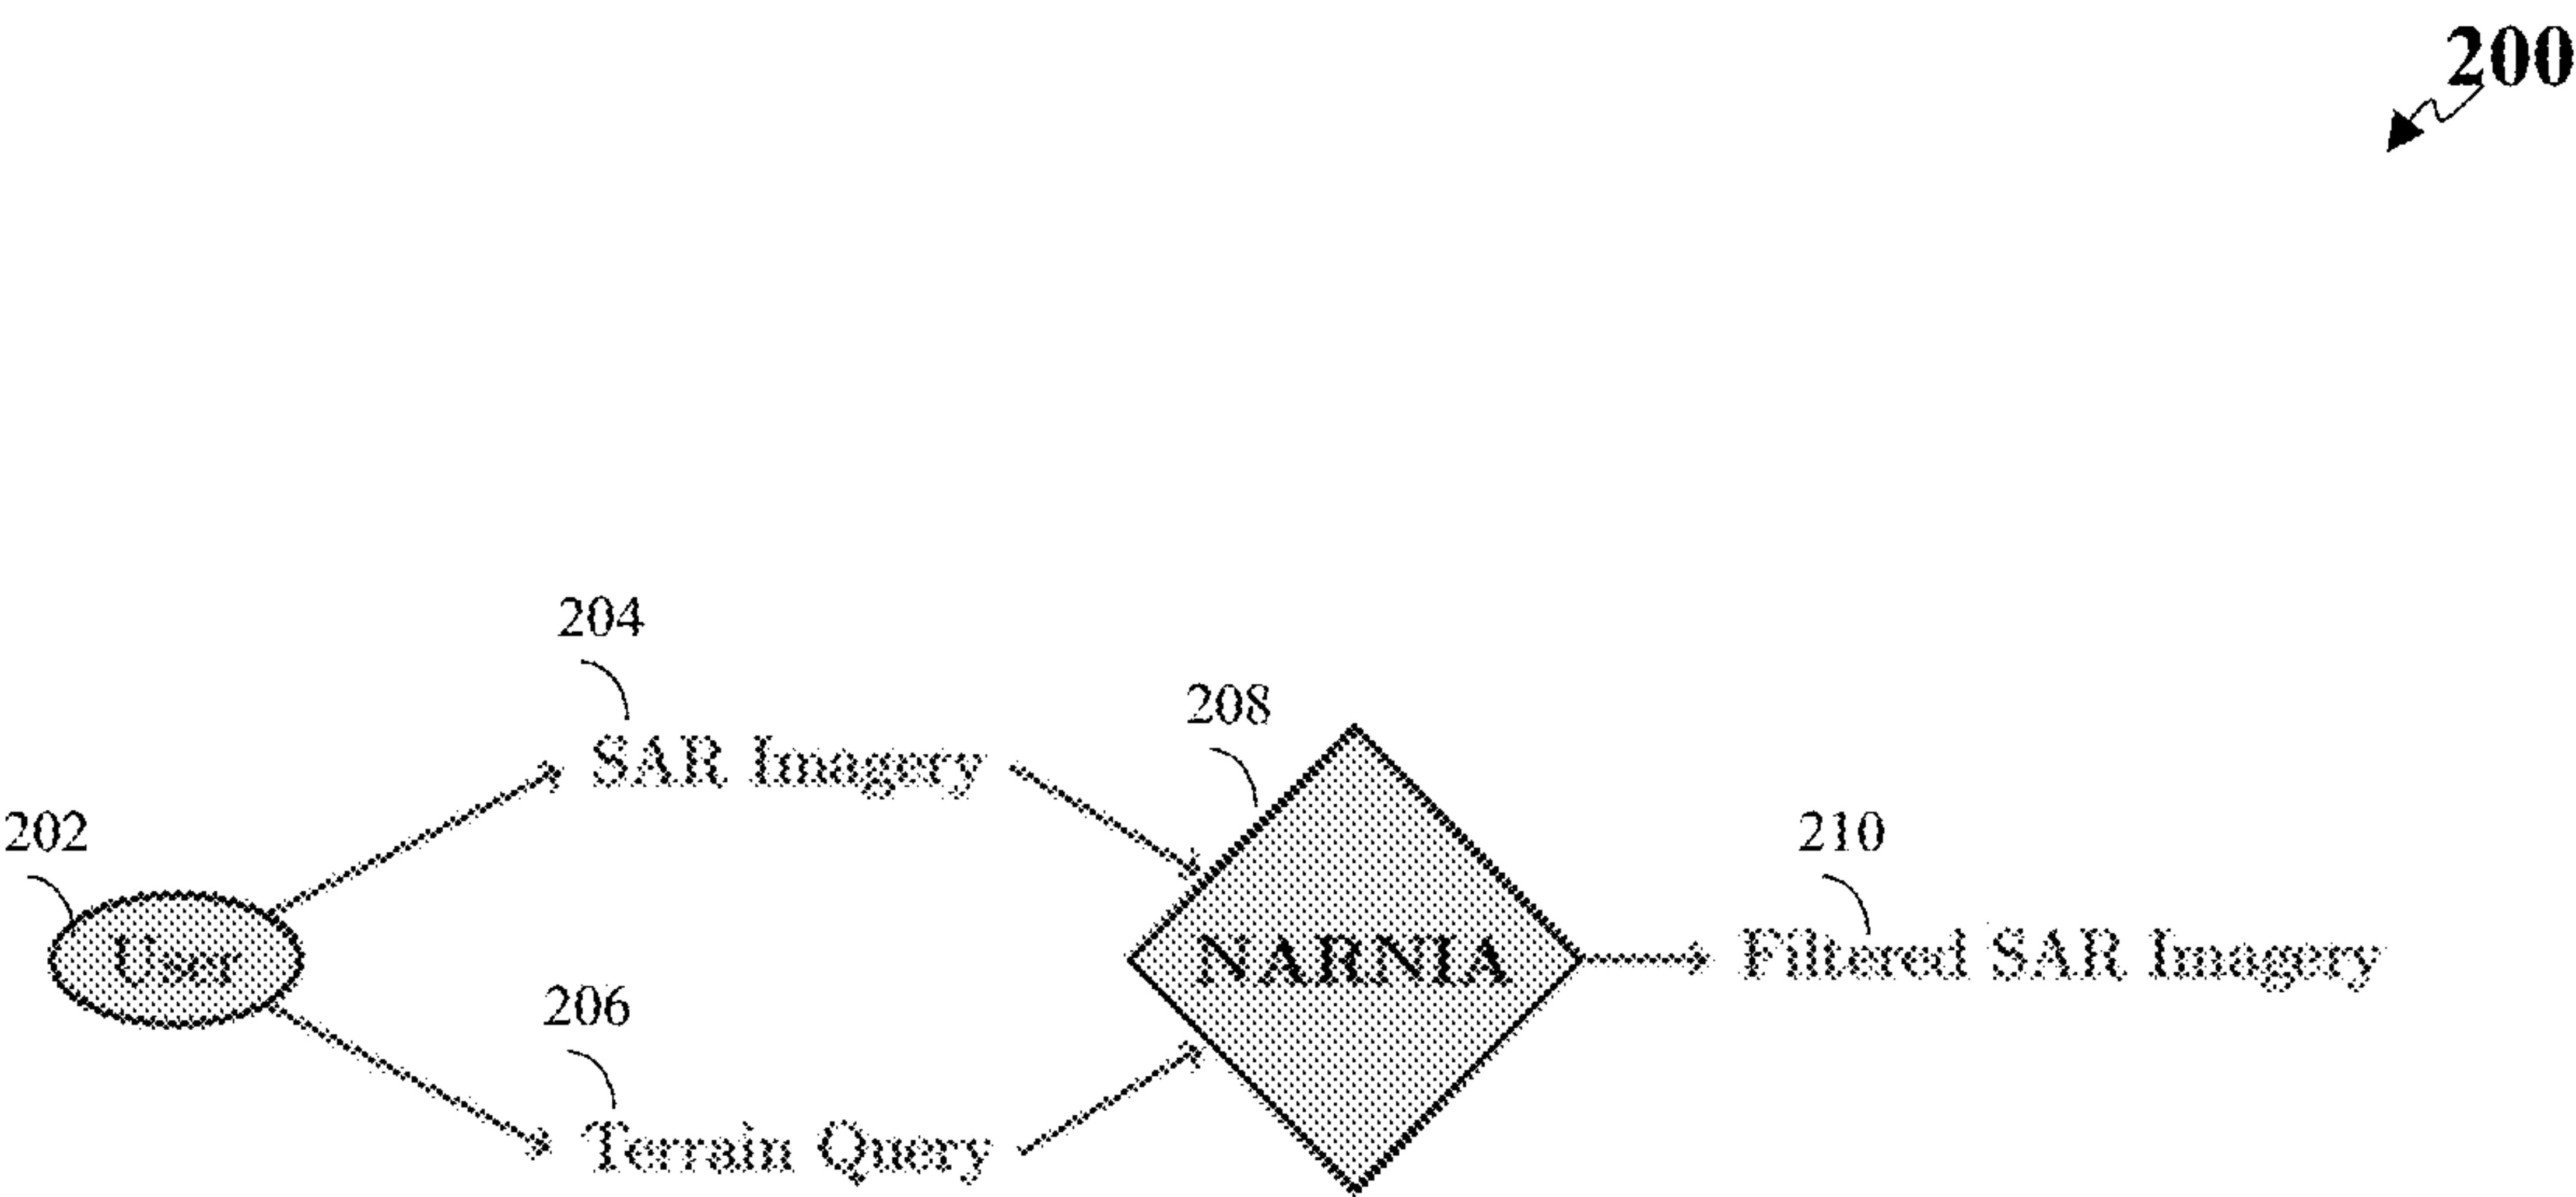 200
204
SAR Imagery
208
202
User
NARNIA
210
Filtered SAR Imagery
206
Terrain Query